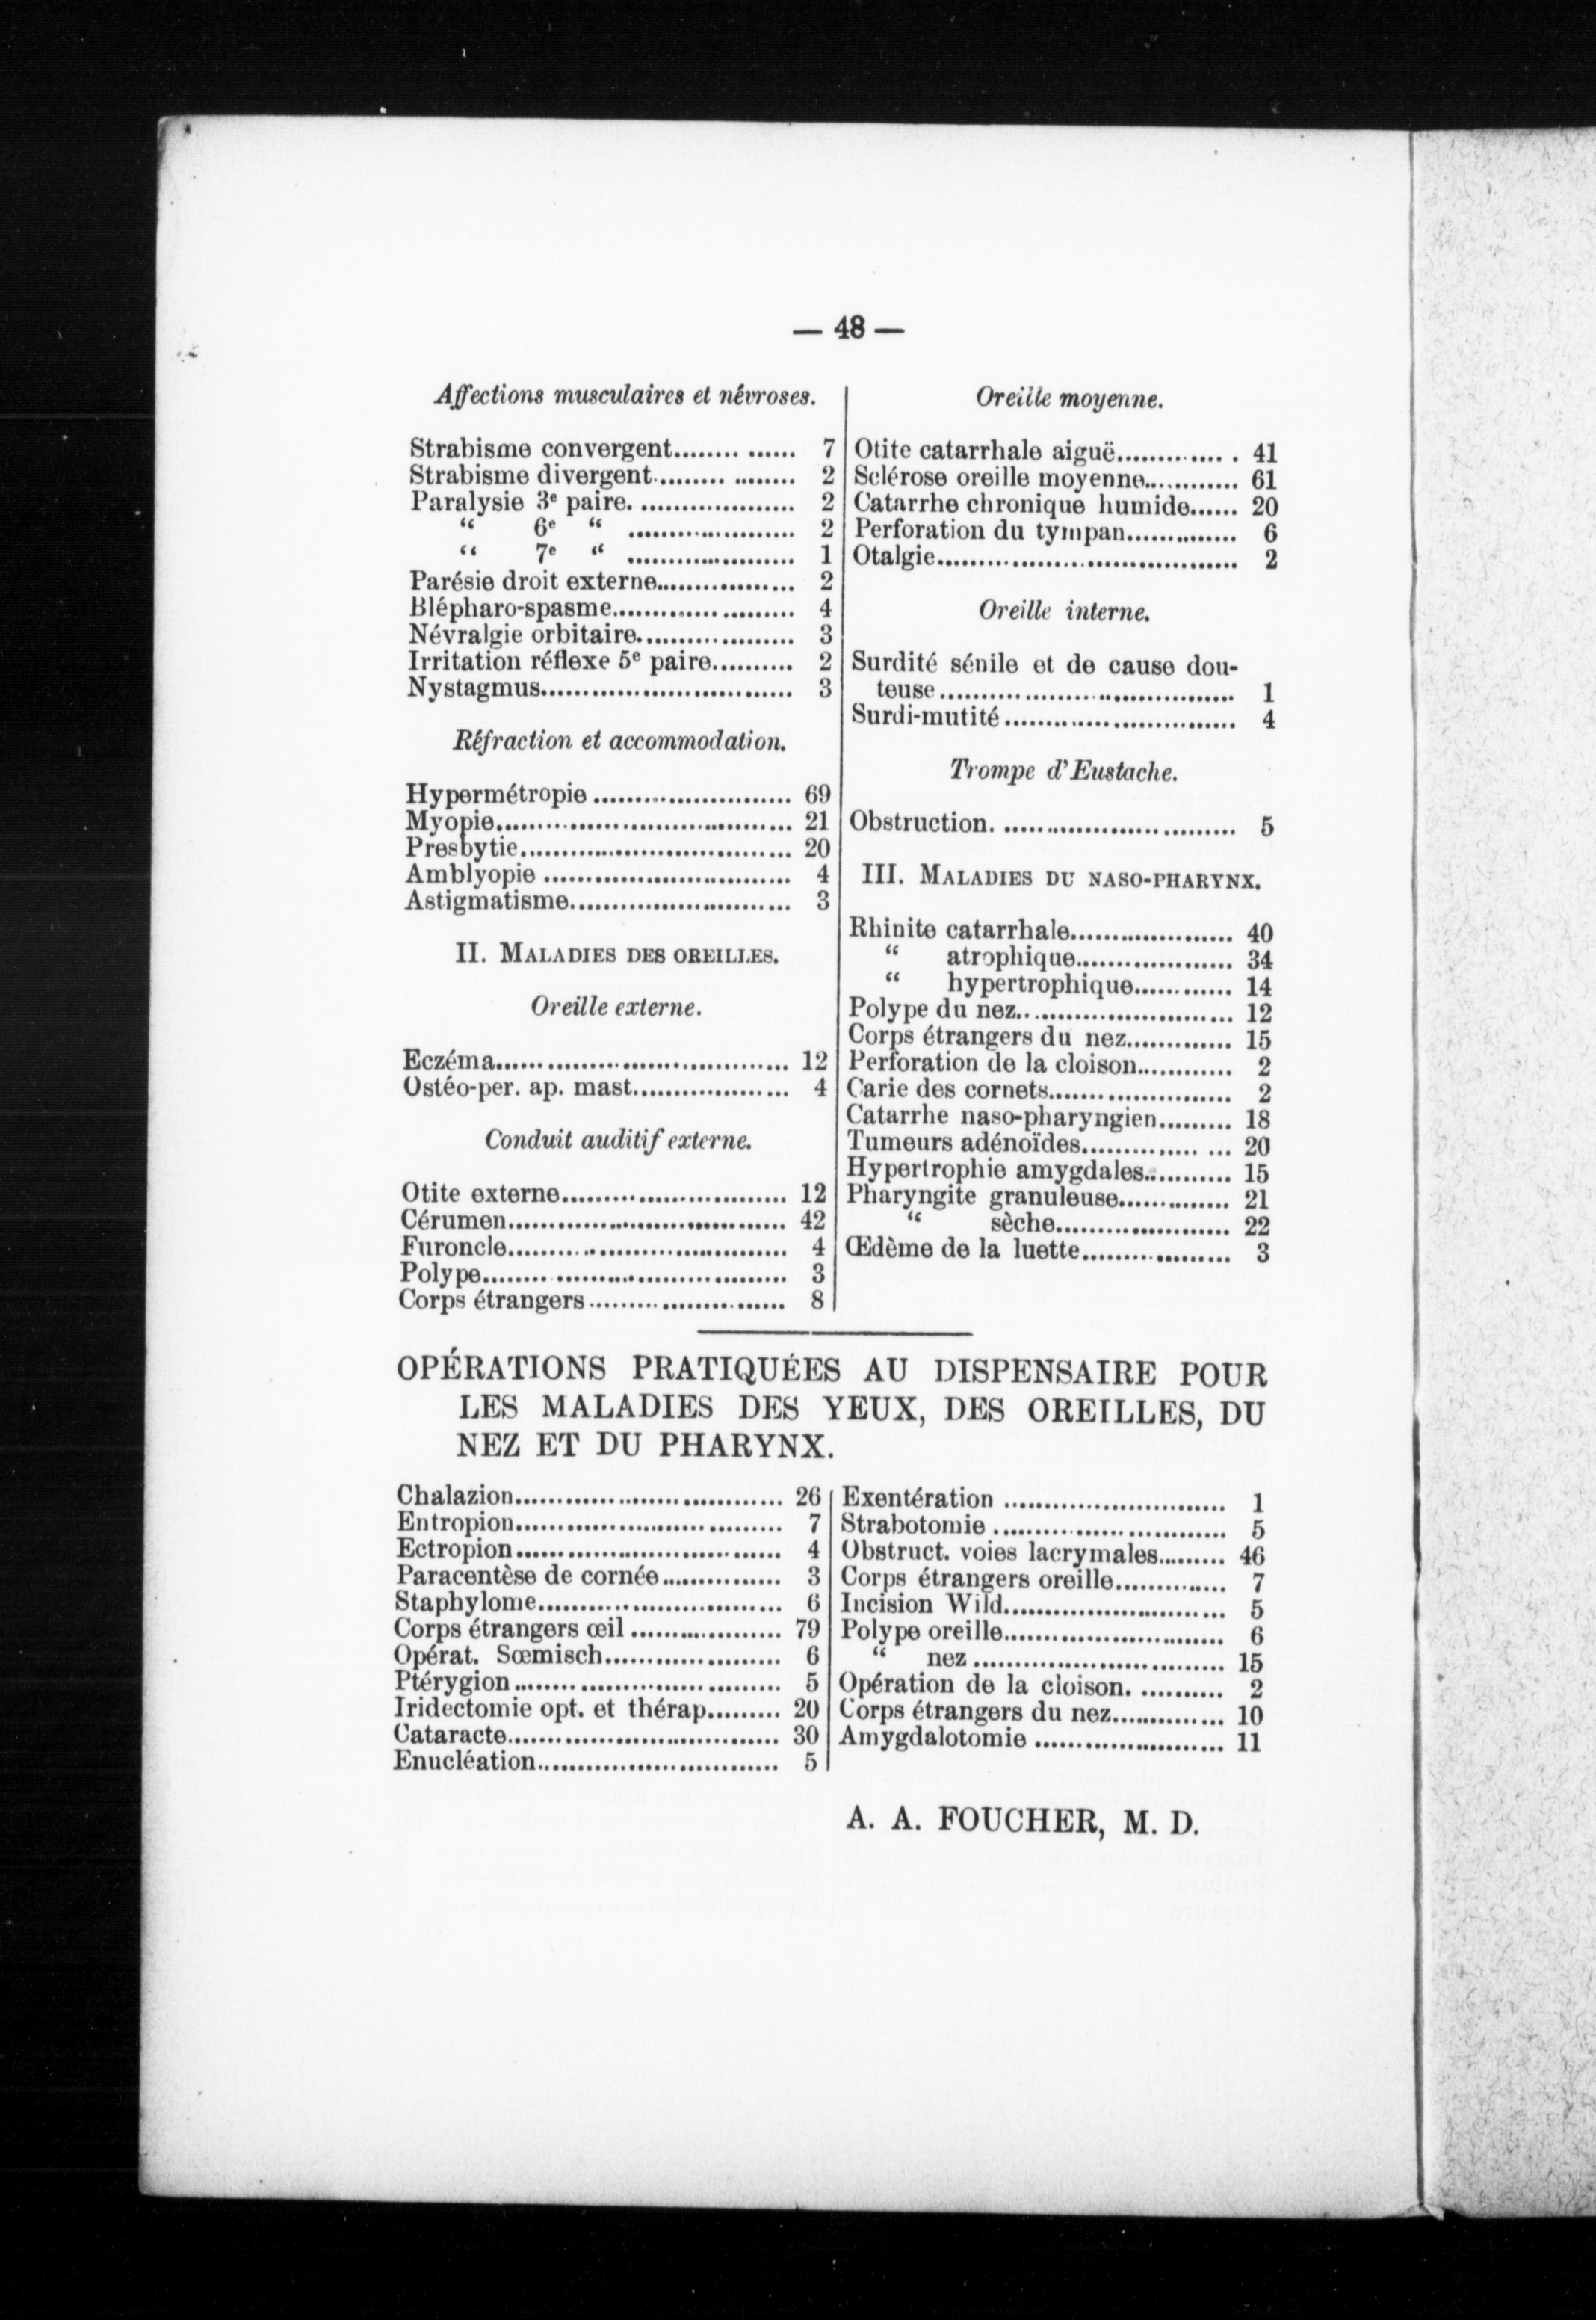 — 48 —
Affections musculaires et névroses.
Strabisme convergent........ ...... 7
Strabisme divergent......... ........ 2
Paralysie 3e paire. ................... 2
“ 6e “ .................... 2
“ 7e “ .................... 1
Parésie droit externe................. 2
Blépharo-spasme...................... 4
Névralgie orbitaire................... 3
Irritation réflexe 5e paire.......... 2
Nystagmus.............................. 3
Réfraction et accommodation.
Hypermétropie ........................ 69
Myopie.................................... 21
Presbytie................................. 20
Amblyopie .............................. 4
Astigmatisme........................... 3
II. MALADIES DES OREILLES.
Oreille externe.
Eczéma.................................... 12
Ostéo-per. ap. mast................... 4
Conduit auditif externe.
Otite externe........................... 12
Cérumen.................................. 42
Furoncle.................................. 4
Polype..................................... 3
Corps étrangers........................ 8
Oreille moyenne.
Otite catarrhale aiguë............. . 41
Sclérose oreille moyenne........... 61
Catarrhe chronique humide...... 20
Perforation du tympan.............. 6
Otalgie.................................... 2
Oreille interne.
Surdité sénile et de cause dou-
teuse.................................... 1
Surdi-mutité............................ 4
Trompe d'Eustache.
Obstruction. ............................ 5
III. MALADIES DU NASO-PHARYNX.
Rhinite catarrhale.................... 40
“ atrophique................... 34
“ hypertrophique............ 14
Polype du nez.......................... 12
Corps étrangers du nez............. 15
Perforation de la cloison............ 2
Carie des cornets...................... 2
Catarrhe naso-pharyngien......... 18
Tumeurs adénoïdes.............. ... 20
Hypertrophie amygdales........... 15
Pharyngite granuleuse.............. 21
“ sèche..................... 22
Œdème de la luette.................. 3
OPÉRATIONS PRATIQUÉES AU DISPENSAIRE POUR
LES MALADIES DES YEUX, DES OREILLES, DU
NEZ ET DU PHARYNX.
Chalazion................................ 26
Entropion................................ 7
Ectropion................................ 4
Paracentèse de cornée............... 3
Staphylome.............................. 6
Corps étrangers œil .................. 79
Opérat. Sœmisch..................... 6
Ptérygion................................ 5
Iridectomie opt. et thérap......... 20
Cataracte................................. 30
Enucléation............................. 5
Exentération ........................... 1
Strabotomie ............................ 5
Obstruct. voies lacrymales......... 46
Corps étrangers oreille.............. 7
Incision Wild........................... 5
Polype oreille........................... 6
“ nez .............................. 15
Opération de la cloison. .......... 2
Corps étrangers du nez.............. 10
Amygdalotomie ....................... 11
A. A. FOUCHER, M. D.